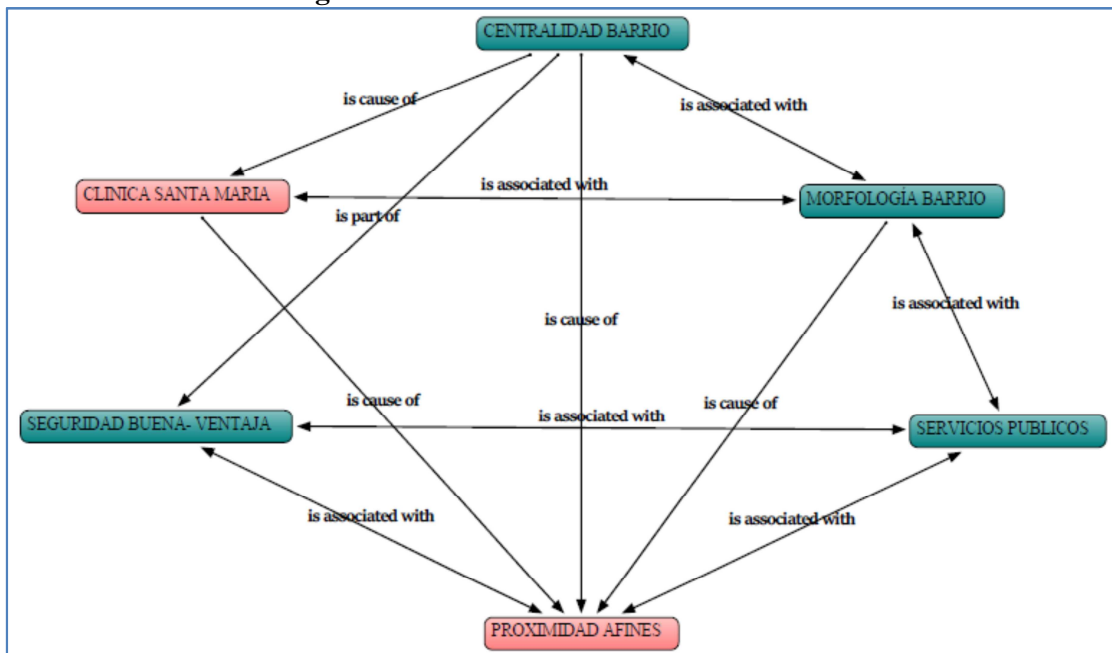 CENTRALIDAD BARRIO
is cause of
is associated with
CLINICA SANTA MARIA
is associated with
MORFOLOGÍA BARRIO
is part of
is associated with
is cause of
is cause of
is cause of
SEGURIDAD BUENA- VENTAJA
is associated with
SERVICIOS PUBLICOS
is associated with
is associated with
PROXIMIDAD AFINES